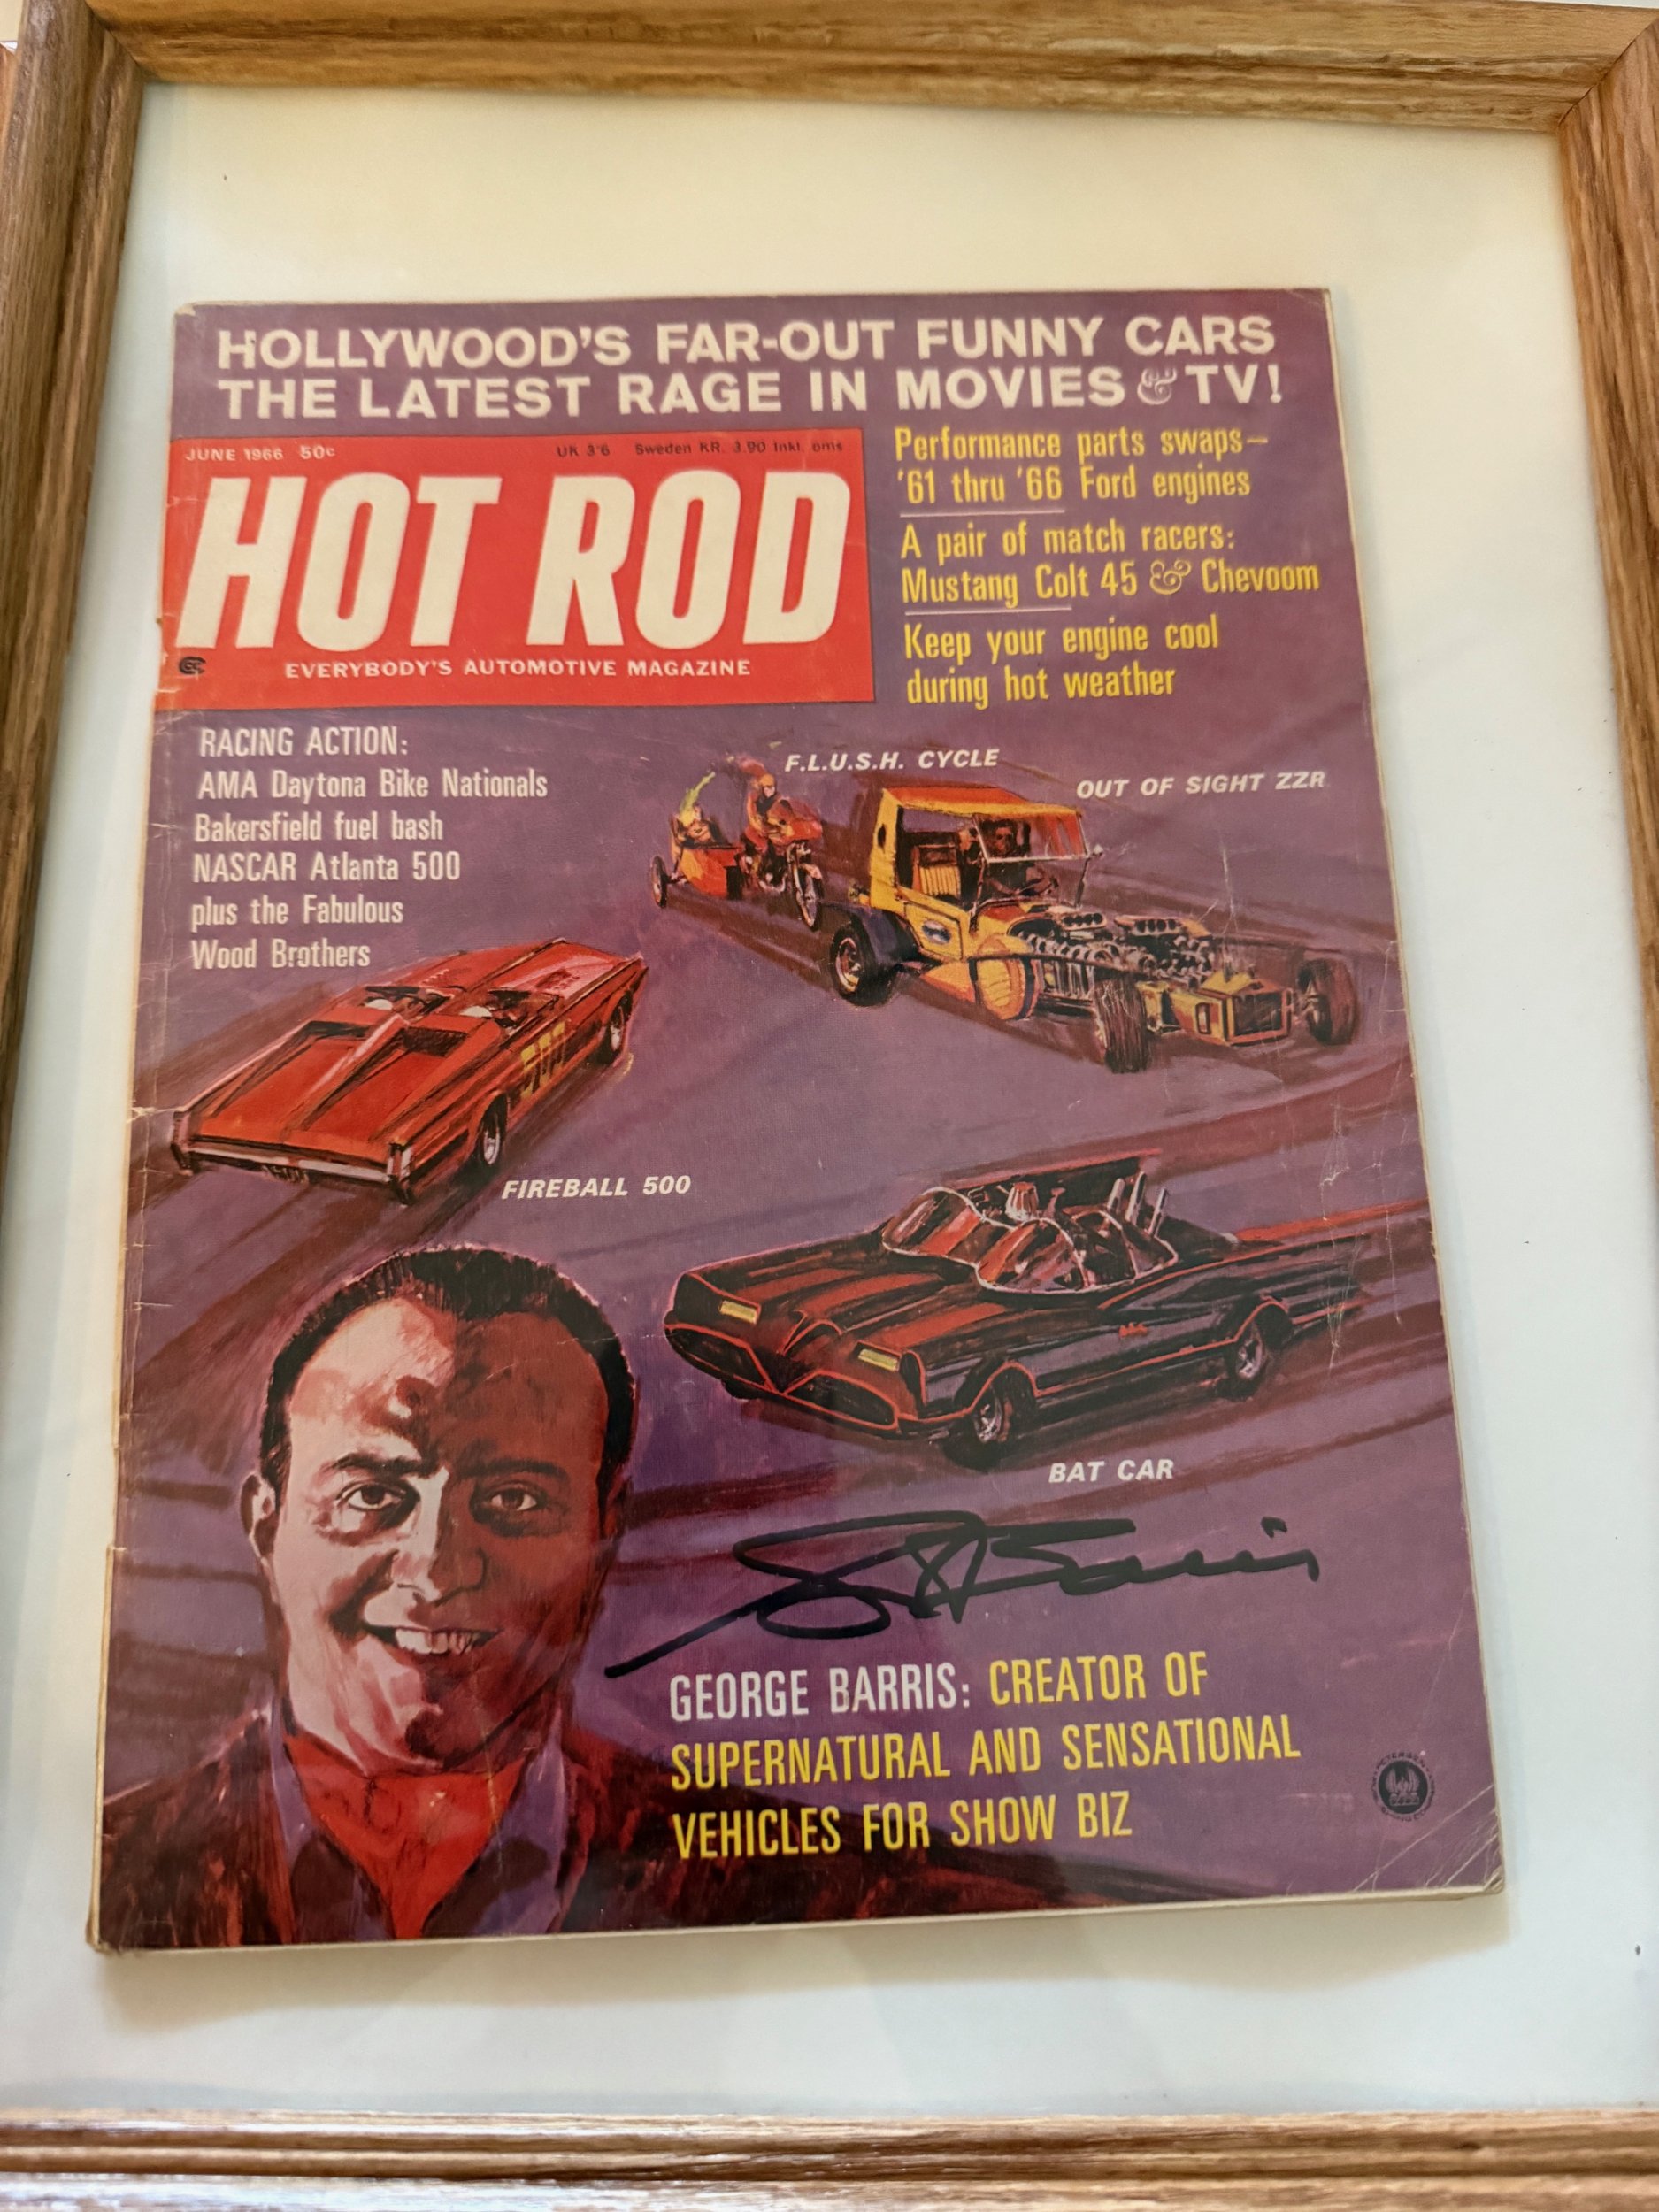 HOLLYWOOD'S FAR-OUT FUNNY CARS
THE LATEST RAGE IN MOVIES & TV!
JUNE 1966 50c
UK 3'6 Sweden KR. 3.90 Inkl. oms
HOT ROD
EVERYBODY'S AUTOMOTIVE MAGAZINE
Performance parts swaps—
'61 thru '66 Ford engines
A pair of match racers:
Mustang Colt 45 & Chevoom
Keep your engine cool
during hot weather
RACING ACTION:
AMA Daytona Bike Nationals
Bakersfield fuel bash
NASCAR Atlanta 500
plus the Fabulous
Wood Brothers
F.L.U.S.H. CYCLE
OUT OF SIGHT ZZR
FIREBALL 500
BAT CAR
Barris
GEORGE BARRIS: CREATOR OF
SUPERNATURAL AND SENSATIONAL
VEHICLES FOR SHOW BIZ